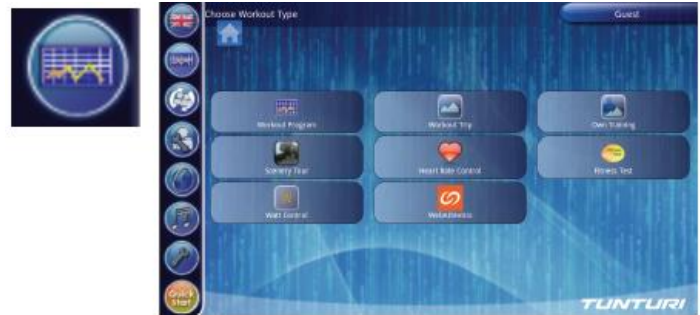 Choose Workout Type
Guest
Workout Program
Workout Trip
Own Training
Scenery Tour
Heart Rate Control
Fitness Test
Watt Control
Quick
Start
TUNTURI